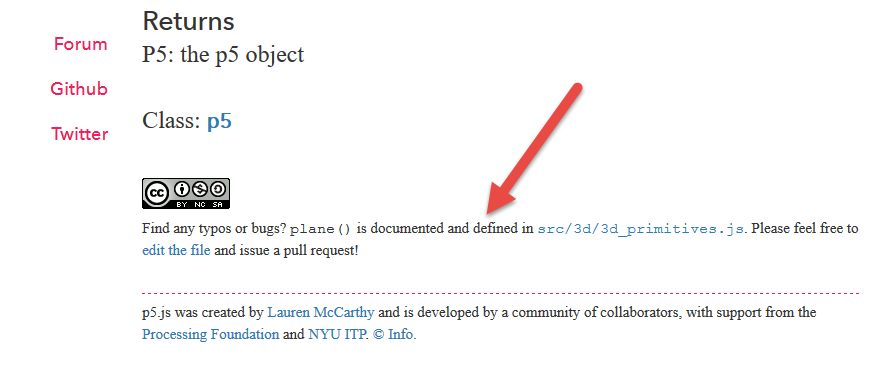 Returns
Forum
P5: the p5 object
Github
Class: p5
Twitter
cc
BY NC SA
Find any typos or bugs? plane() is documented and defined in src/3d/3d_primitives.js. Please feel free to
edit the file and issue a pull request!
p5.js was created by Lauren McCarthy and is developed by a community of collaborators, with support from the
Processing Foundation and NYU ITP. © Info.